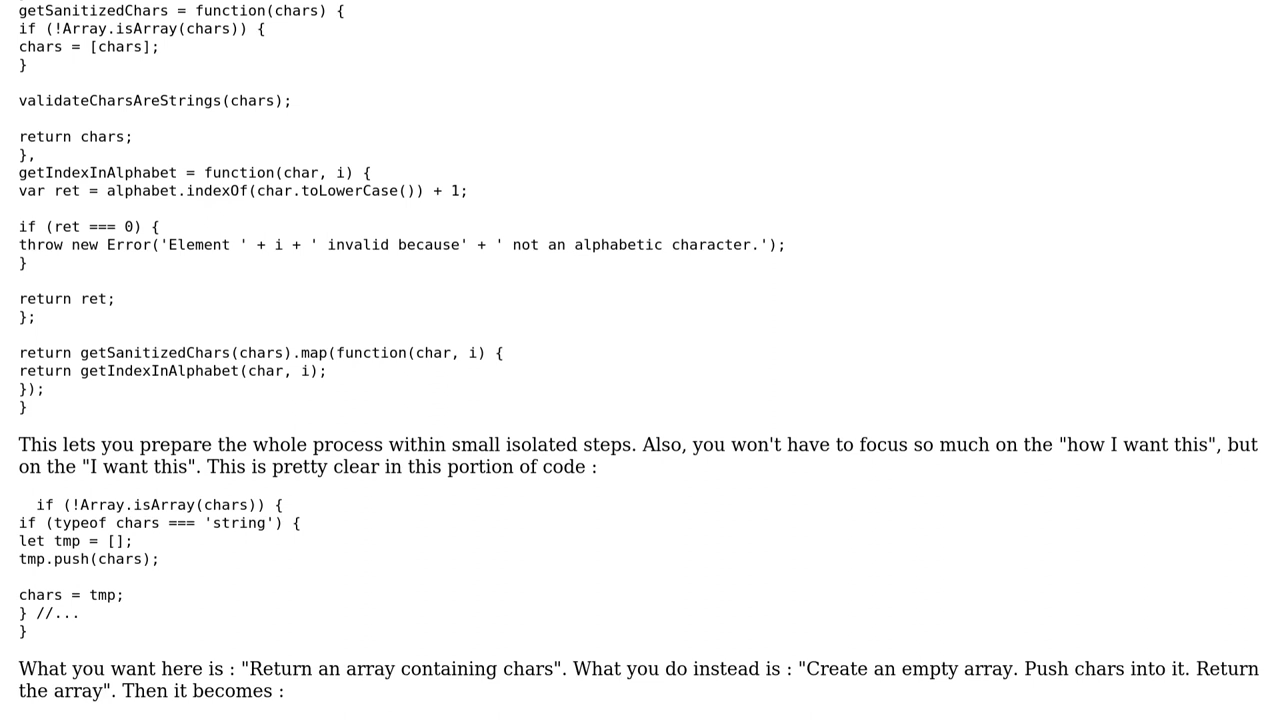 getSanitizedChars = function(chars) {
if (!Array.isArray(chars)) {
chars = [chars];
}
validateCharsAreStrings(chars);
return chars;
},
getIndexInAlphabet = function(char, i) {
var ret = alphabet.indexOf(char.toLowerCase()) + 1;
if (ret === 0) {
throw new Error('Element ' + i + ' invalid because' + ' not an alphabetic character.');
}
return ret;
};
return getSanitizedChars(chars).map(function(char, i) {
return getIndexInAlphabet(char, i);
});
}
This lets you prepare the whole process within small isolated steps. Also, you won't have to focus so much on the "how I want this", but
on the "I want this". This is pretty clear in this portion of code :
if (!Array.isArray(chars)) {
if (typeof chars === 'string') {
let tmp = [];
tmp.push(chars);
chars = tmp;
} //...
}
What you want here is : "Return an array containing chars". What you do instead is : "Create an empty array. Push chars into it. Return
the array". Then it becomes :